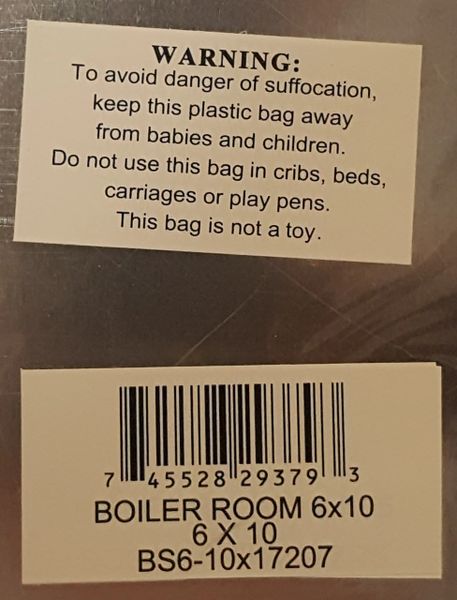 WARNING:
To avoid danger of suffocation,
keep this plastic bag away
from babies and children.
Do not use this bag in cribs, beds,
carriages or play pens.
This bag is not a toy.
7 45528 29379 3
BOILER ROOM 6x10
6 X 10
BS6-10x17207